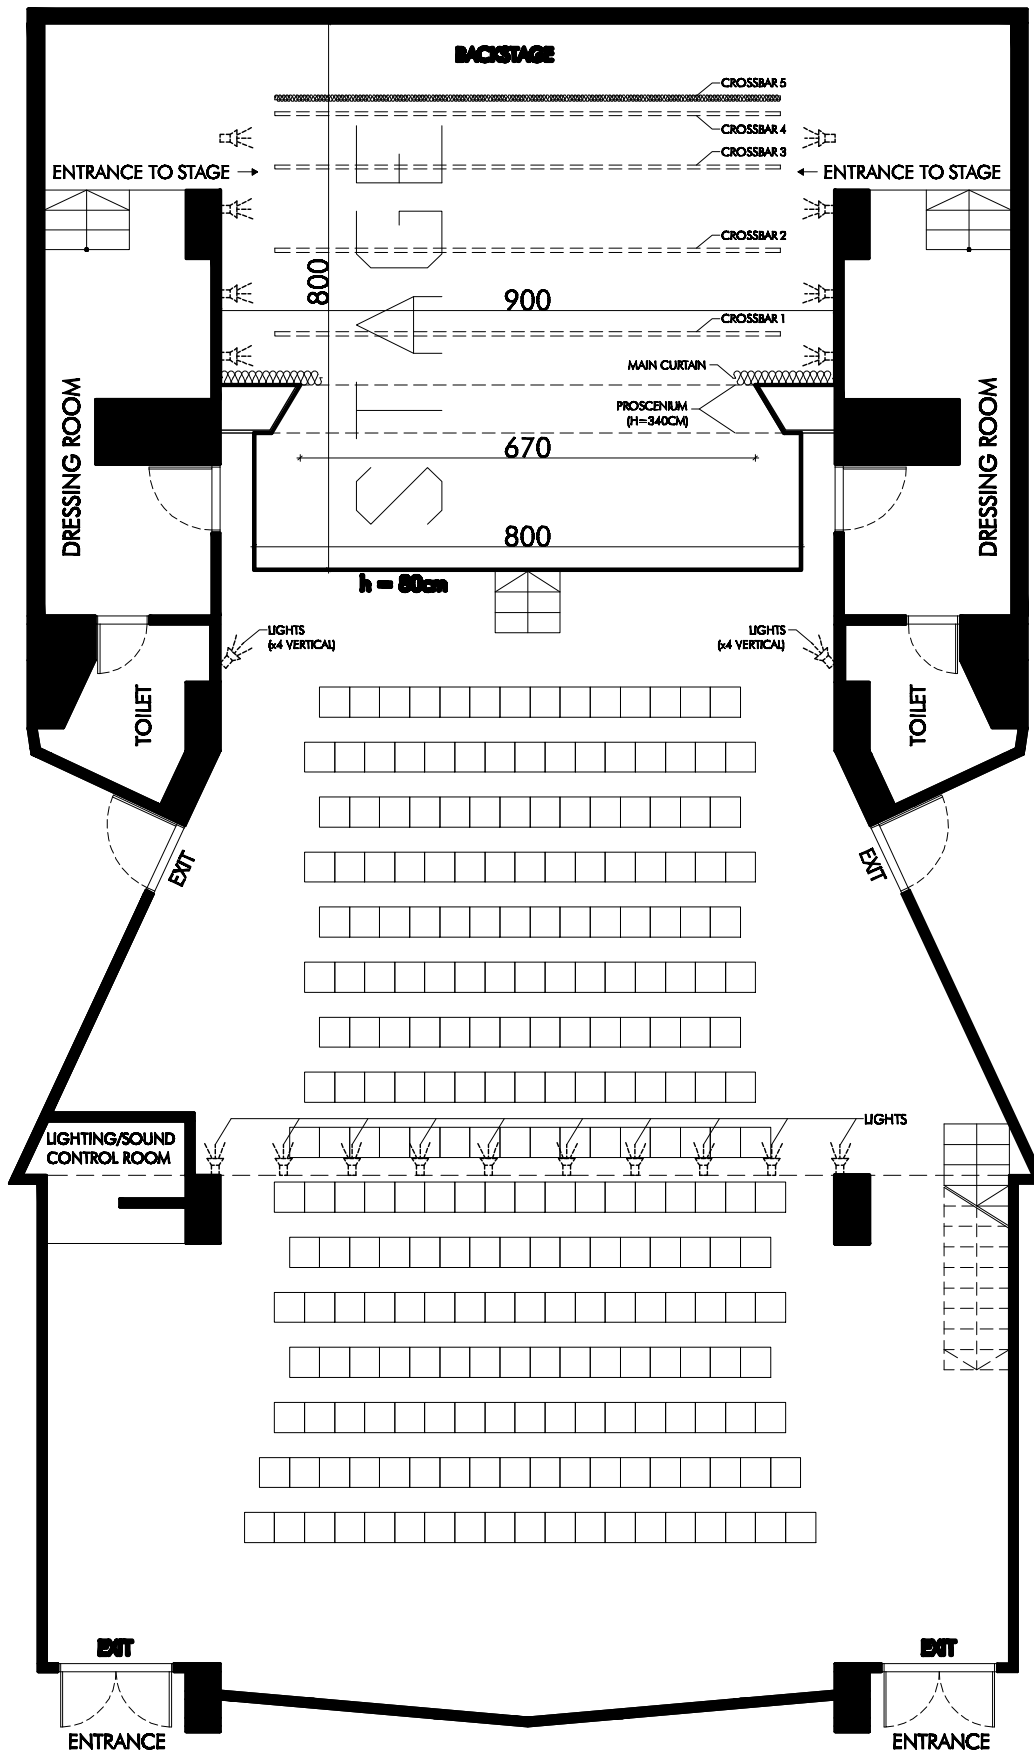 BACKSTAGE
CROSSBAR 5
CROSSBAR 4
CROSSBAR 3
ENTRANCE TO STAGE
ENTRANCE TO STAGE
CROSSBAR 2
800
900
CROSSBAR 1
STAGE
MAIN CURTAIN
PROSCENIUM
(H=340CM)
DRESSING ROOM
DRESSING ROOM
670
800
h = 80cm
LIGHTS
(x4 VERTICAL)
LIGHTS
(x4 VERTICAL)
TOILET
TOILET
EXIT
EXIT
LIGHTS
LIGHTING/SOUND
CONTROL ROOM
EXIT
EXIT
ENTRANCE
ENTRANCE